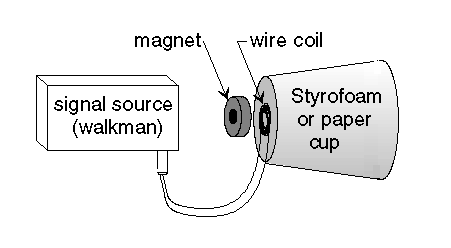 magnet
wire coil
signal source
(walkman)
Styrofoam
or paper
cup